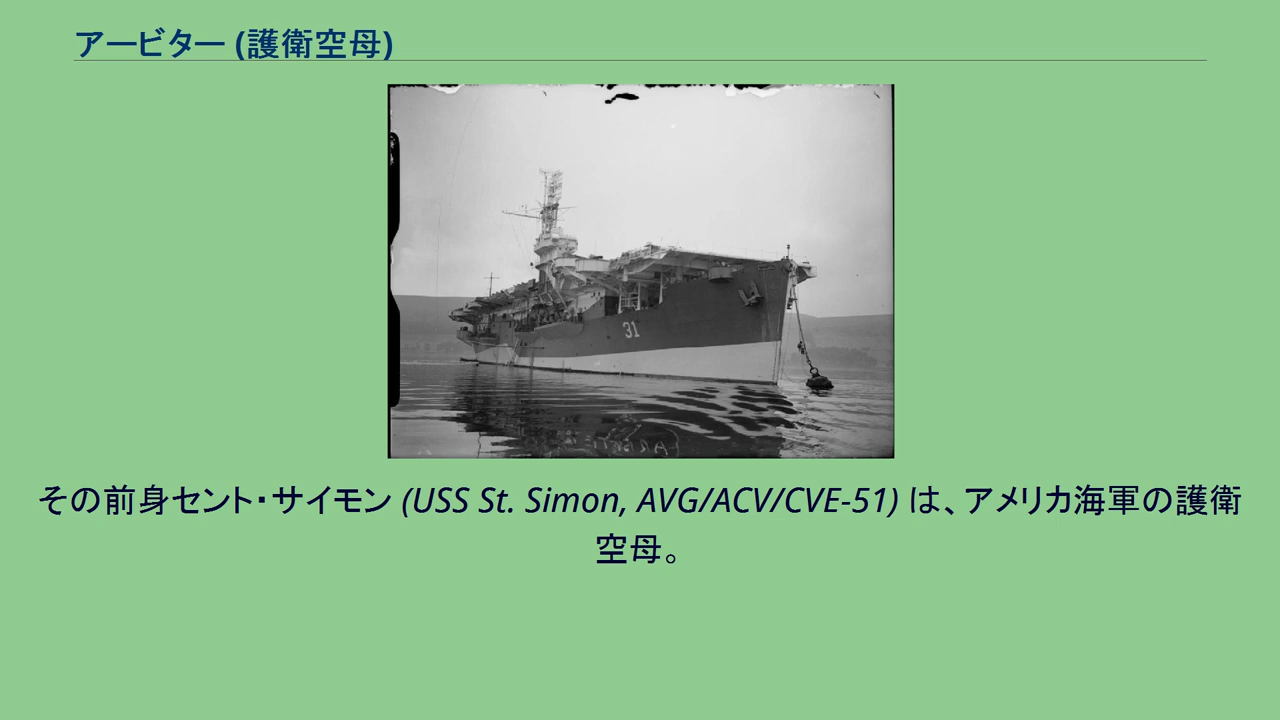 アービター (護衛空母)
31
その前身セント・サイモン (USS St. Simon, AVG/ACV/CVE-51) は、アメリカ海軍の護衛
空母。